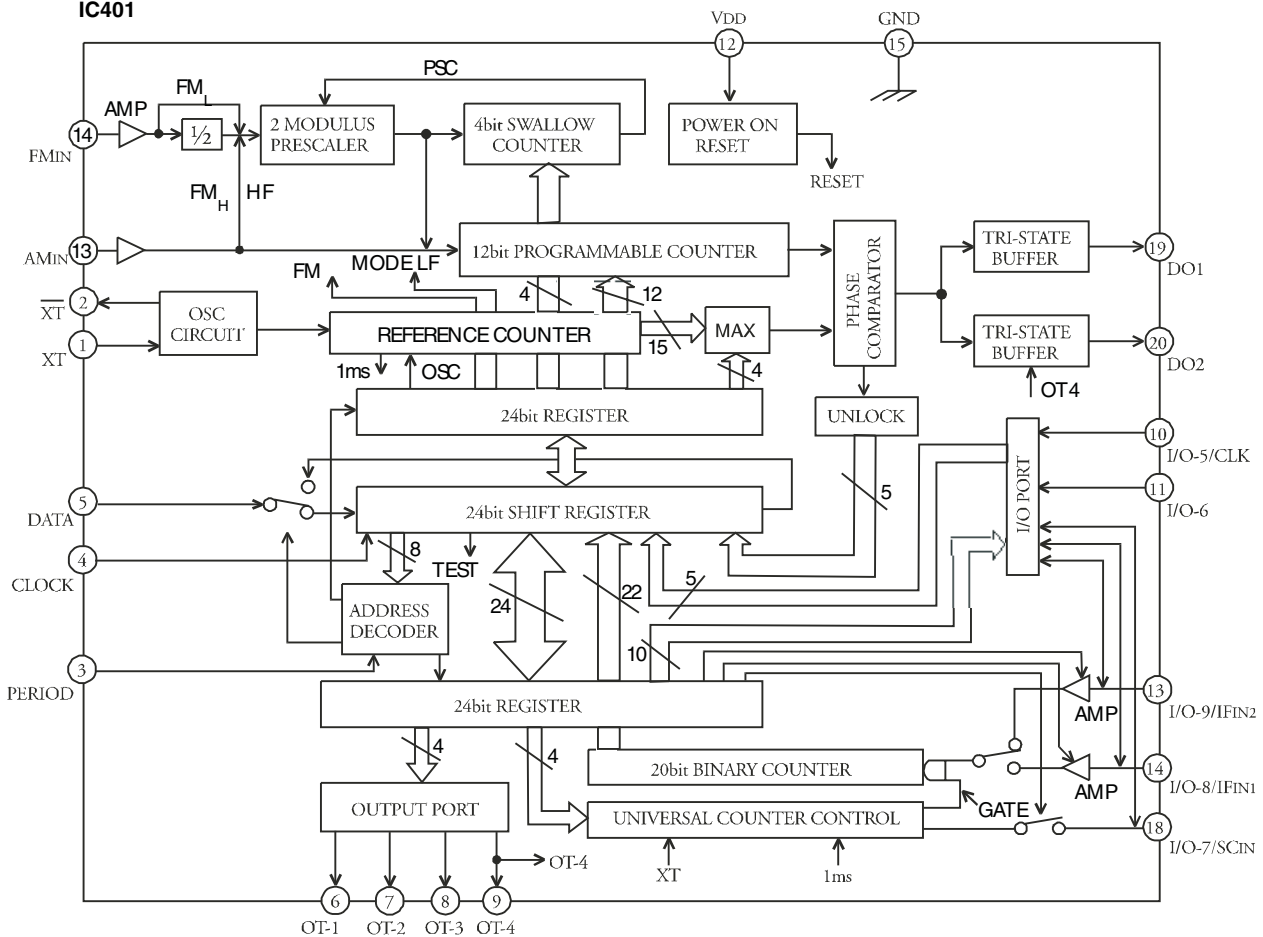 IC401
VDD
12
GND
15
PSC
FML
AMP
14
FMIN
1/2
2 MODULUS
PRESCALER
4bit SWALLOW
COUNTER
POWER ON
RESET
RESET
FMH
HF
13
AMIN
12bit PROGRAMMABLE COUNTER
PHASE
COMPARATOR
TRI-STATE
BUFFER
19
DO1
FM
MODE LF
4
12
2
XT
OSC
CIRCUIT
REFERENCE COUNTER
15
MAX
TRI-STATE
BUFFER
20
DO2
1
XT
1ms
OSC
4
OT4
24bit REGISTER
UNLOCK
10
I/O-5/CLK
I/O PORT
5
DATA
24bit SHIFT REGISTER
5
11
I/O-6
4
CLOCK
8
TEST
24
22
5
ADDRESS
DECODER
10
3
PERIOD
24bit REGISTER
AMP
13
I/O-9/IFIN2
4
4
20bit BINARY COUNTER
AMP
14
I/O-8/IFIN1
OUTPUT PORT
UNIVERSAL COUNTER CONTROL
GATE
18
I/O-7/SCIN
OT-4
XT
1ms
6
7
8
9
OT-1
OT-2
OT-3
OT-4